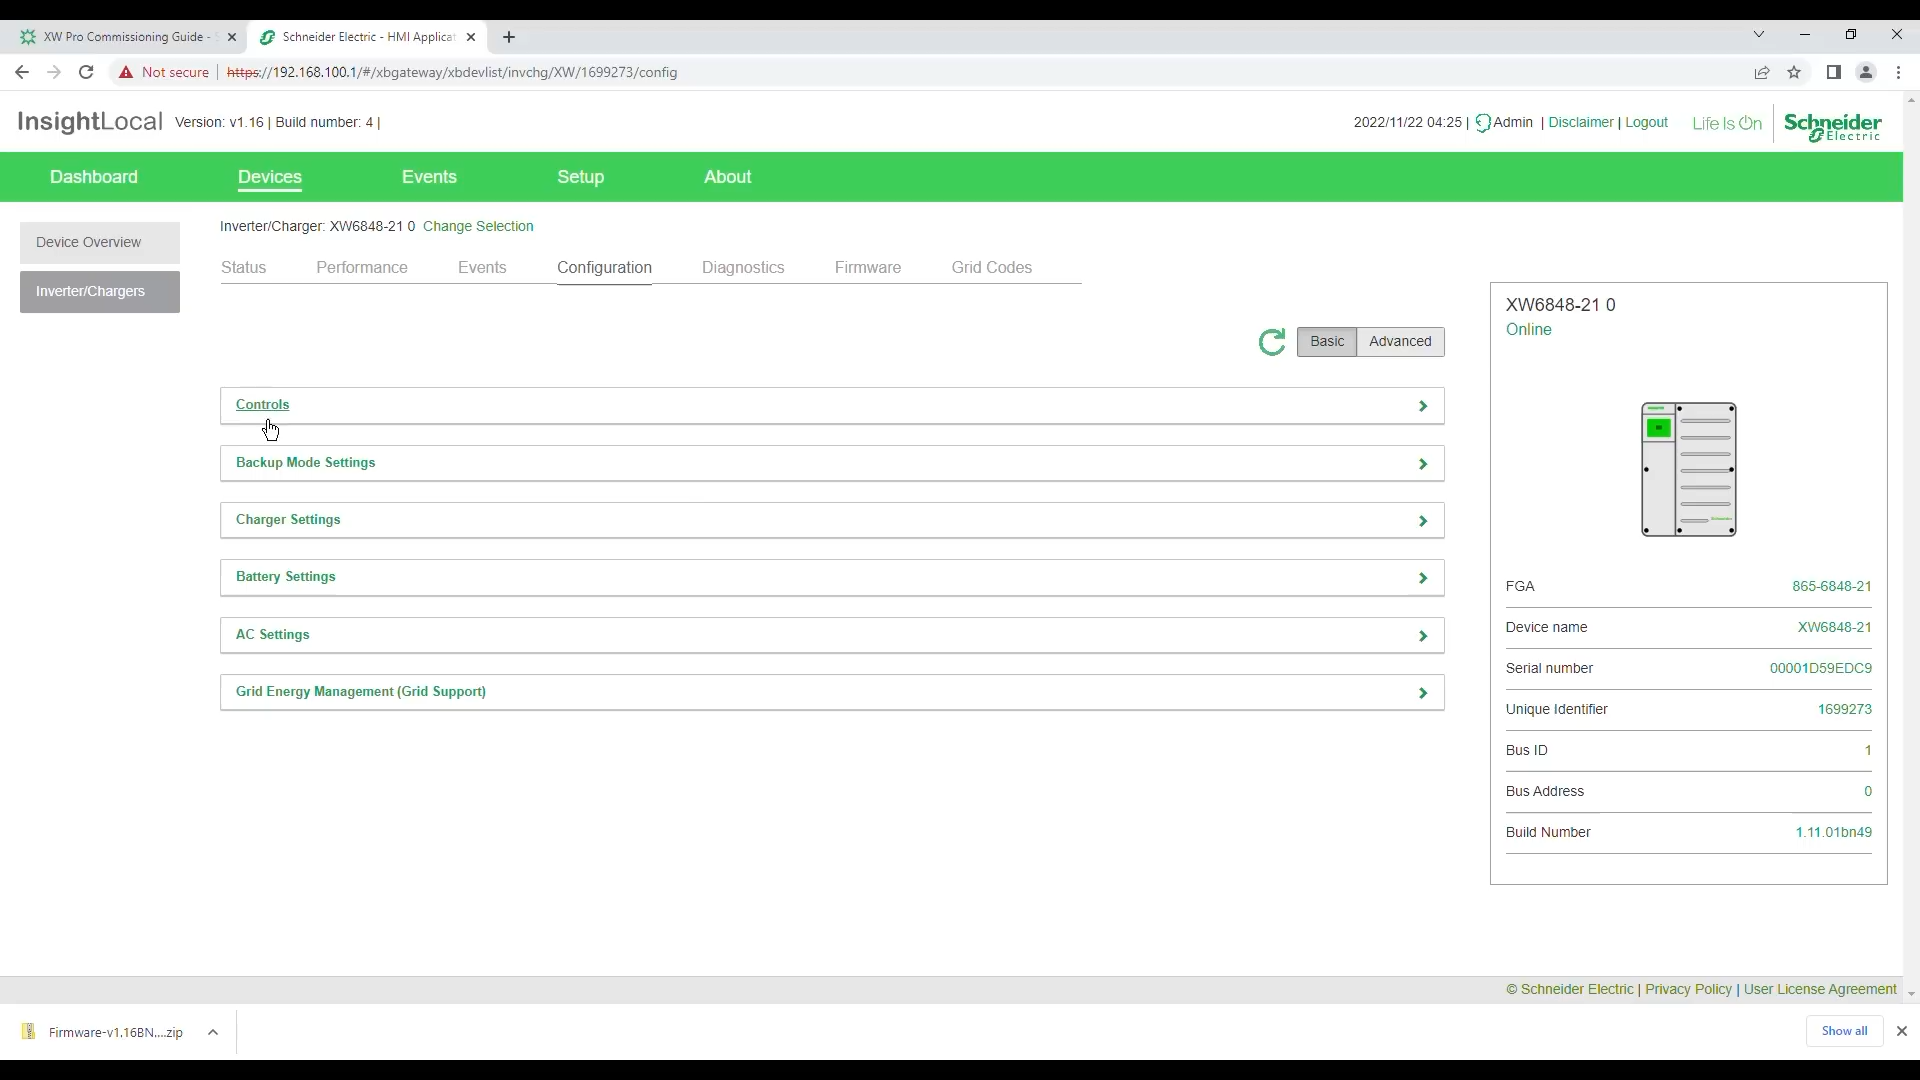 XW Pro Commissioning Guide -
Schneider Electric - HMI Applicat
Not secure
https://192.168.100.1/#/xbgateway/xbdevlist/invchg/XW/1699273/config
InsightLocal Version: v1.16 | Build number: 4 |
2022/11/22 04:25 | Admin | Disclaimer | Logout
Life Is On
Schneider
Electric
Dashboard Devices Events Setup About
Device Overview
Inverter/Chargers
Inverter/Charger: XW6848-21 0 Change Selection
Status Performance Events Configuration Diagnostics Firmware Grid Codes
Basic Advanced
Controls
Backup Mode Settings
Charger Settings
Battery Settings
AC Settings
Grid Energy Management (Grid Support)
XW6848-21 0
Online
FGA 865-6848-21
Device name XW6848-21
Serial number 00001D59EDC9
Unique Identifier 1699273
Bus ID 1
Bus Address 0
Build Number 1.11.01bn49
© Schneider Electric | Privacy Policy | User License Agreement
Firmware-v1.16BN....zip
Show all